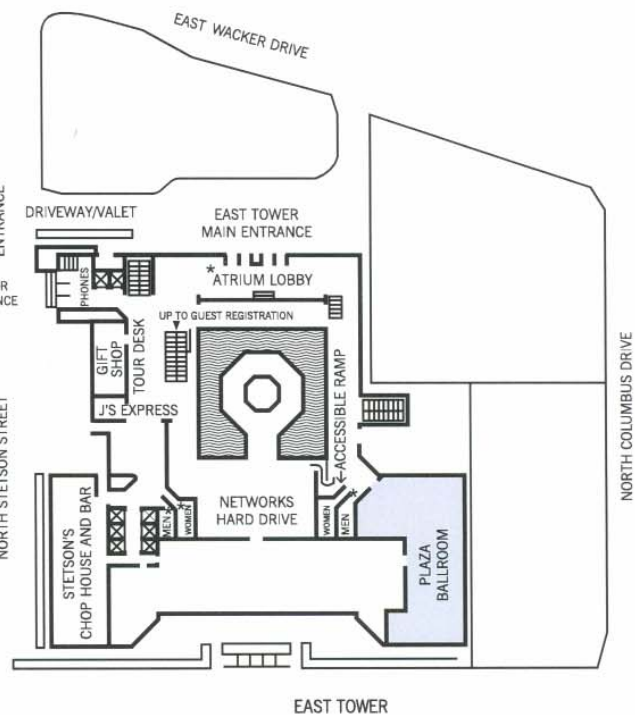 EAST WACKER DRIVE
ENTRANCE
DRIVEWAY/VALET
EAST TOWER
MAIN ENTRANCE
*
ATRIUM LOBBY
PHONES
UP TO GUEST REGISTRATION
GIFT
SHOP
TOUR DESK
J'S EXPRESS
←ACCESSIBLE RAMP
NORTH COLUMBUS DRIVE
NORTH STETSON STREET
NETWORKS
HARD DRIVE
MEN
*
WOMEN
*
WOMEN
MEN
*
STETSON'S
CHOP HOUSE AND BAR
PLAZA
BALLROOM
EAST TOWER